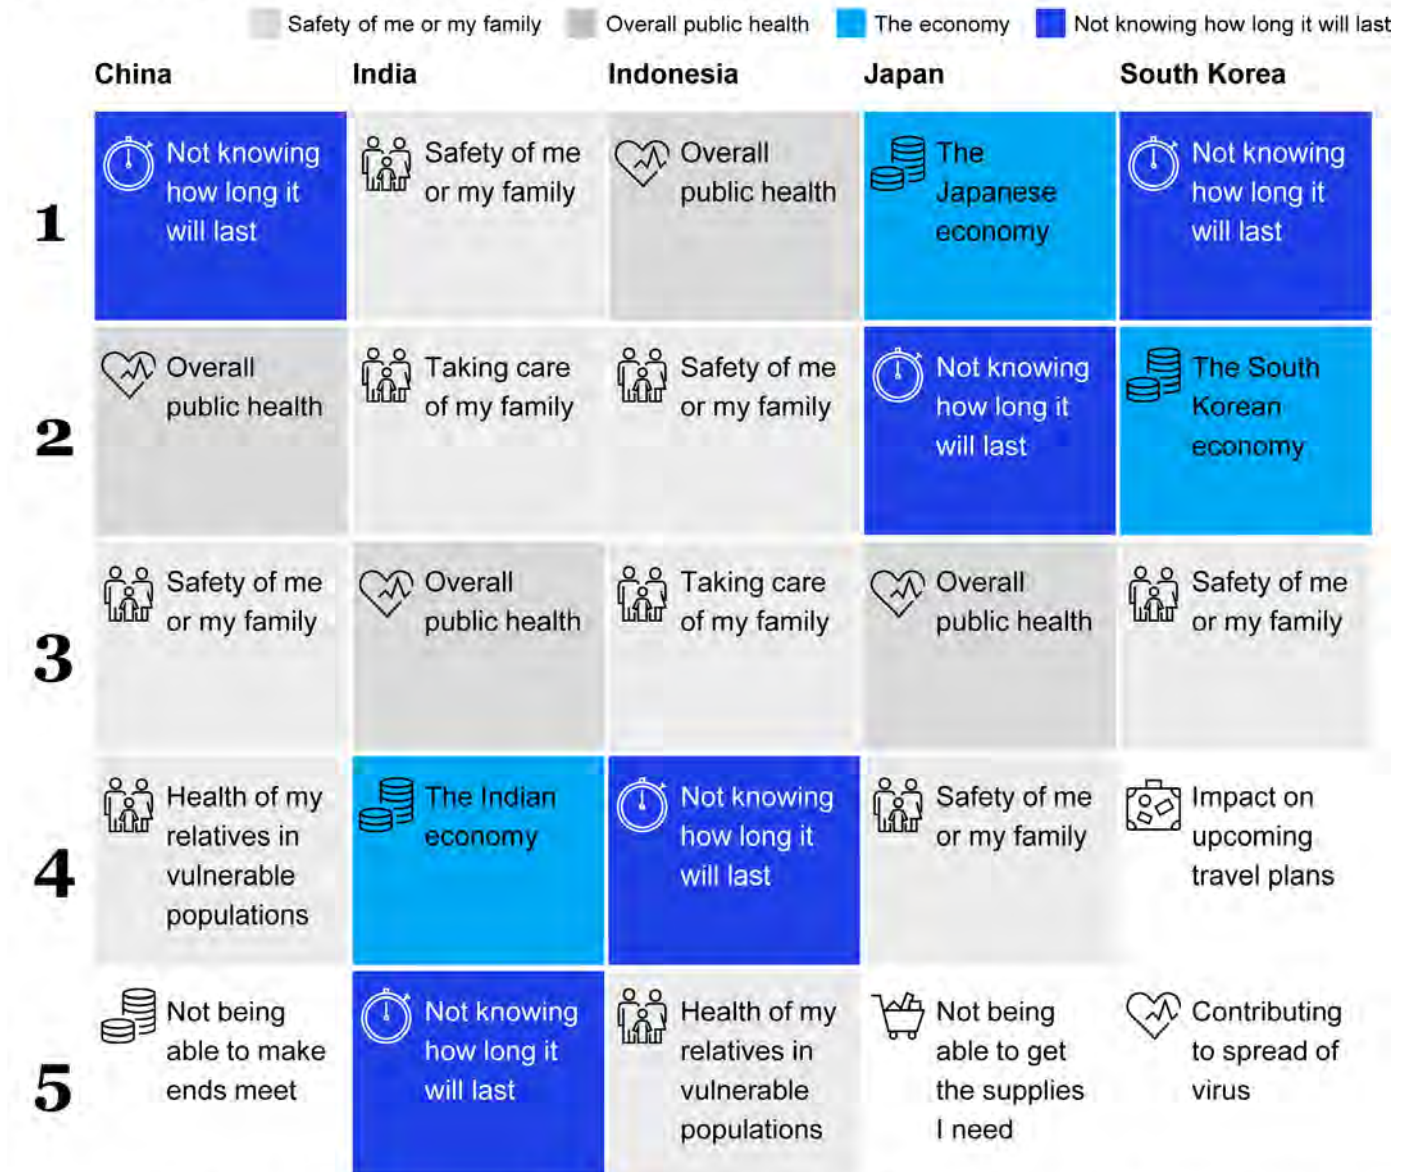 Safety of me or my family Overall public health The economy Not knowing how long it will last
China India Indonesia Japan South Korea
1
Not knowing
how long it
will last
Safety of me
or my family
Overall
public health
The
Japanese
economy
Not knowing
how long it
will last
2
Overall
public health
Taking care
of my family
Safety of me
or my family
Not knowing
how long it
will last
The South
Korean
economy
3
Safety of me
or my family
Overall
public health
Taking care
of my family
Overall
public health
Safety of me
or my family
4
Health of my
relatives in
vulnerable
populations
The Indian
economy
Not knowing
how long it
will last
Safety of me
or my family
Impact on
upcoming
travel plans
5
Not being
able to make
ends meet
Not knowing
how long it
will last
Health of my
relatives in
vulnerable
populations
Not being
able to get
the supplies
I need
Contributing
to spread of
virus